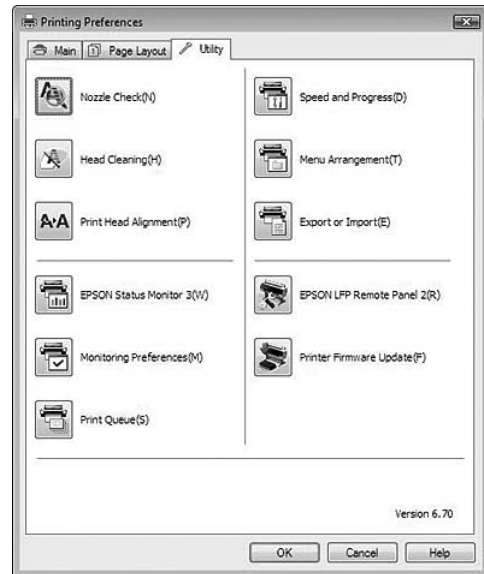 Printing Preferences
Main
Page Layout
Utility
Nozzle Check(N)
Head Cleaning(H)
Print Head Alignment(P)
EPSON Status Monitor 3(W)
Monitoring Preferences(M)
Print Queue(S)
Speed and Progress(D)
Menu Arrangement(T)
Export or Import(E)
EPSON LFP Remote Panel 2(R)
Printer Firmware Update(F)
Version 6.70
OK
Cancel
Help